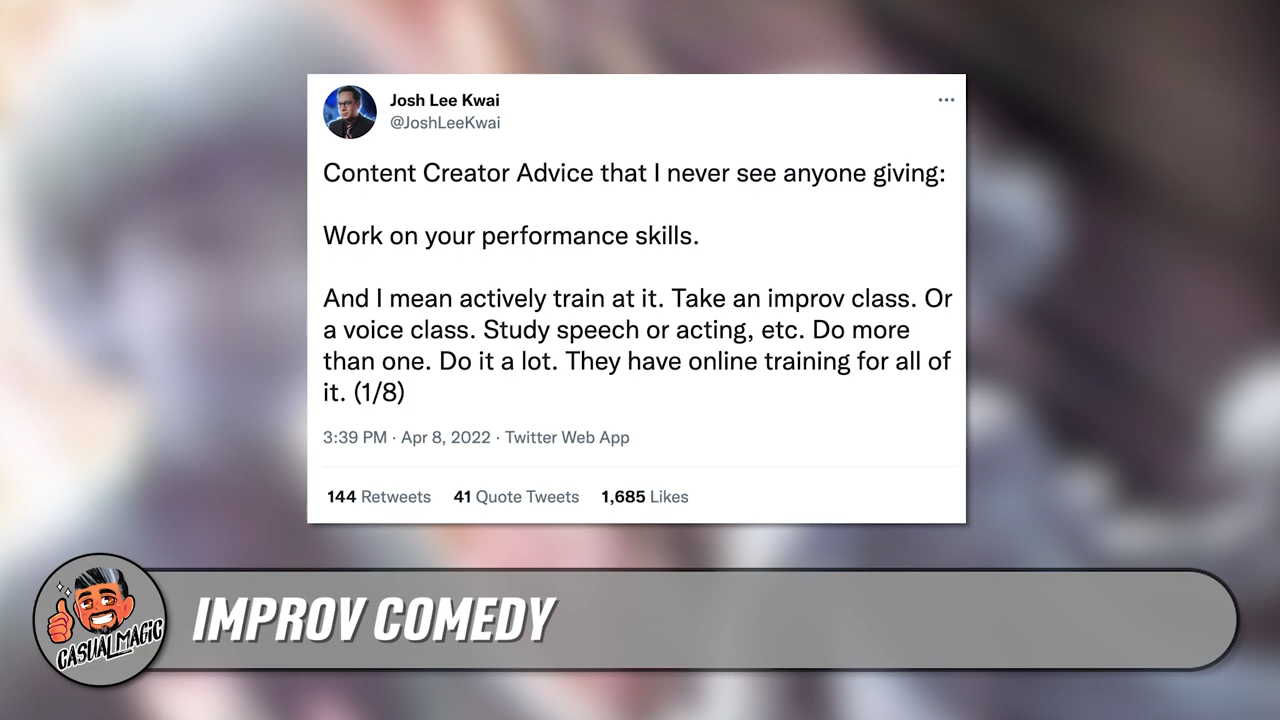 Josh Lee Kwai
@JoshLeeKwai
Content Creator Advice that I never see anyone giving:
Work on your performance skills.
And I mean actively train at it. Take an improv class. Or
a voice class. Study speech or acting, etc. Do more
than one. Do it a lot. They have online training for all of
it. (1/8)
3:39 PM · Apr 8, 2022 · Twitter Web App
144 Retweets 41 Quote Tweets 1,685 Likes
IMPROV COMEDY
CASUAL MAGIC